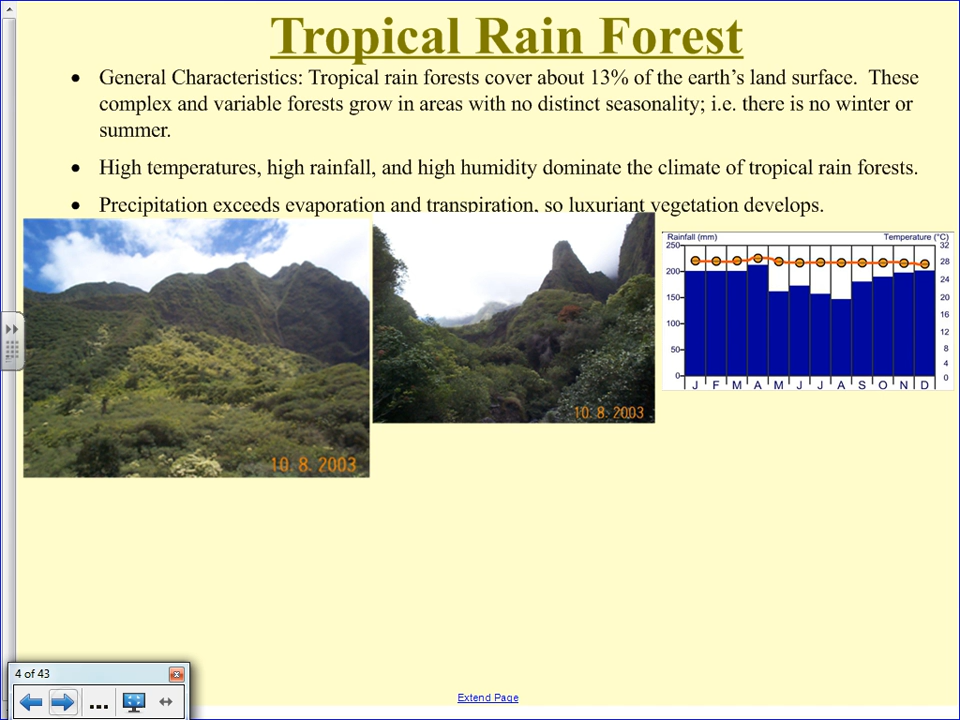 Tropical Rain Forest
• General Characteristics: Tropical rain forests cover about 13% of the earth's land surface.  These
complex and variable forests grow in areas with no distinct seasonality; i.e. there is no winter or
summer.
• High temperatures, high rainfall, and high humidity dominate the climate of tropical rain forests.
• Precipitation exceeds evaporation and transpiration, so luxuriant vegetation develops.
10. 8. 2003
10. 8. 2003
Rainfall (mm) Temperature (°C)
250 32
28
200 24
150 20
16
100 12
50 8
4
0 0
J F M A M J J A S O N D
4 of 43
...
Extend Page